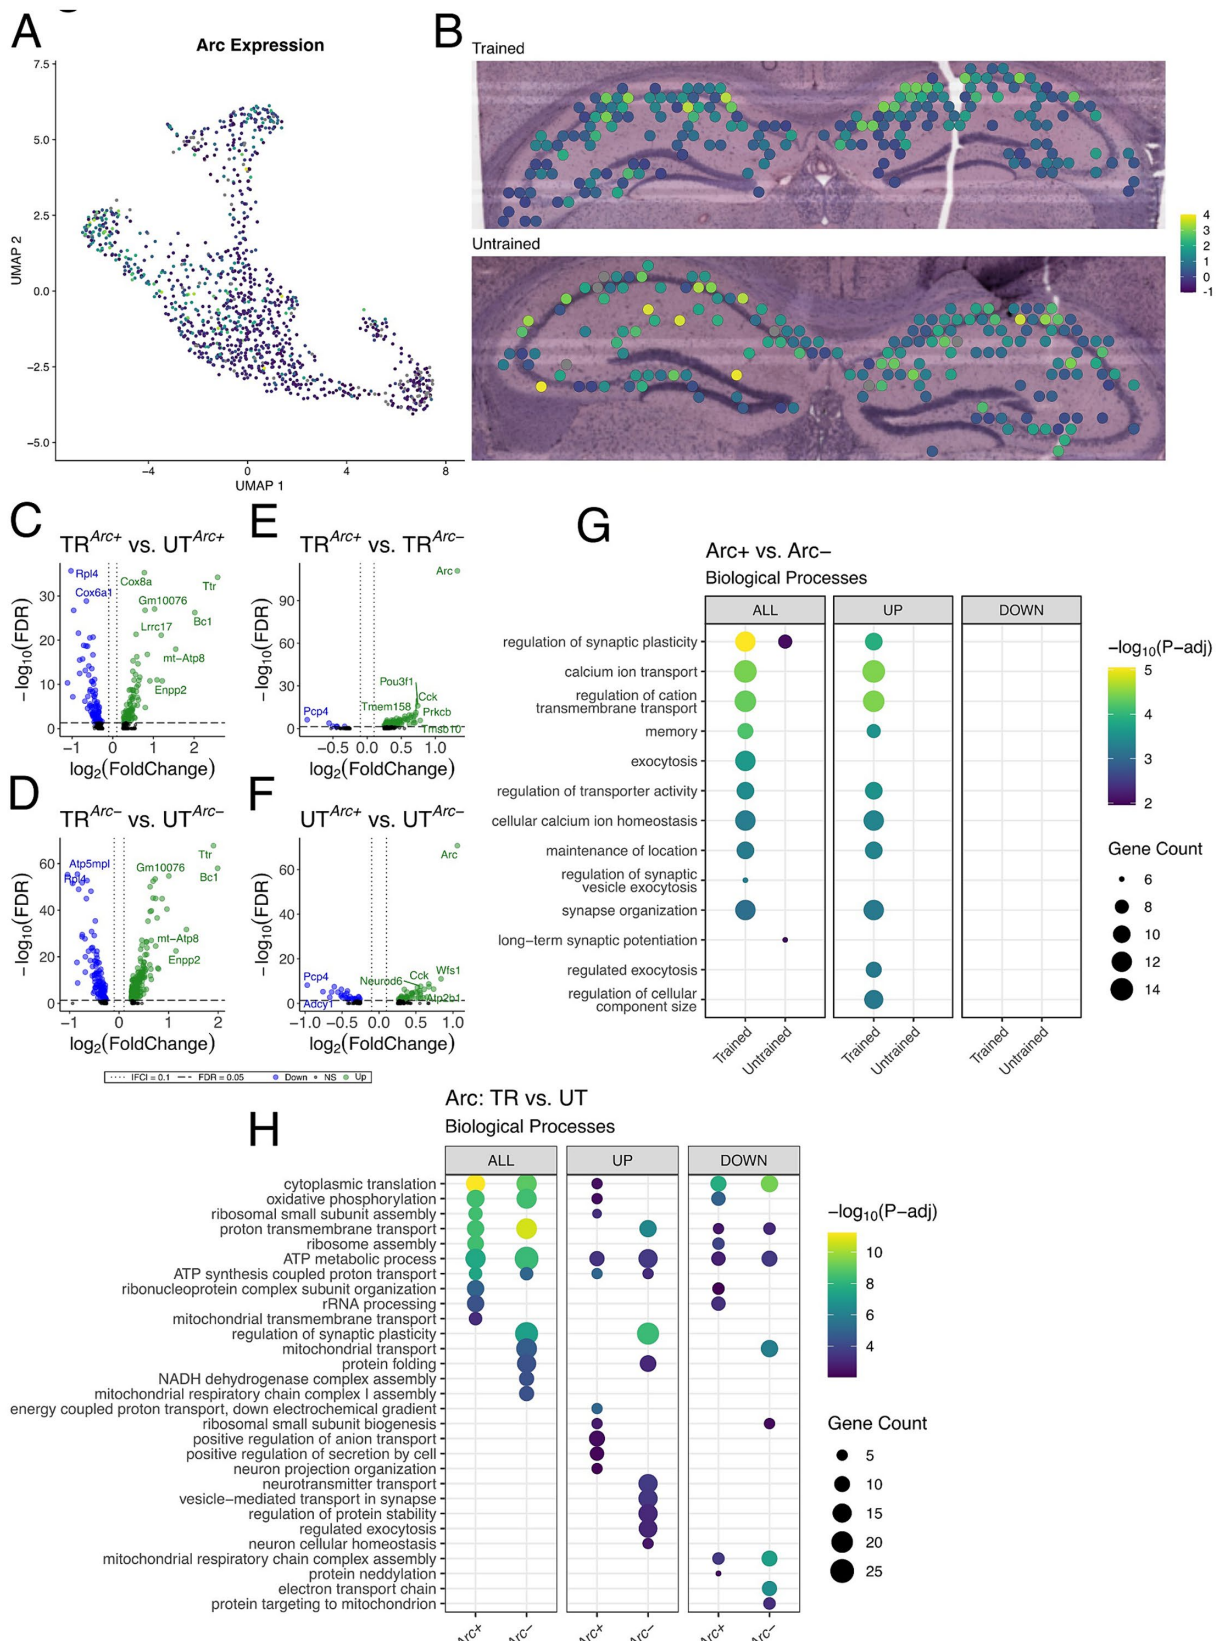 A
Arc Expression
7.5
5.0
2.5
0.0
−2.5
−5.0
UMAP 2
−4
0
4
8
UMAP 1
B
Trained
Untrained
4
3
2
1
0
-1
C
TR^Arc+ vs. UT^Arc+
Rpl4
Cox6a1
Cox8a
Ttr
Gm10076
Bc1
Lrrc17
mt−Atp8
Enpp2
30
20
10
0
−log10(FDR)
−1
0
1
2
log2(FoldChange)
E
TR^Arc+ vs. TR^Arc−
Arc
Pou3f1
Cck
Tmem158
Prkcb
Pcp4
Tmsb10
90
60
30
0
−log10(FDR)
−0.5
0.0
0.5
1.0
log2(FoldChange)
D
TR^Arc− vs. UT^Arc−
Atp5mpl
Rpl4
Ttr
Gm10076
Bc1
mt−Atp8
Enpp2
60
40
20
0
−log10(FDR)
−1
0
1
2
log2(FoldChange)
F
UT^Arc+ vs. UT^Arc−
Arc
Pcp4
Neurod6
Cck
Wfs1
Adcy1
Atp2b1
60
40
20
0
−log10(FDR)
−1.0
−0.5
0.0
0.5
1.0
log2(FoldChange)
IFCI = 0.1
FDR = 0.05
Down
NS
Up
G
Arc+ vs. Arc−
Biological Processes
ALL
UP
DOWN
regulation of synaptic plasticity
calcium ion transport
regulation of cation
transmembrane transport
memory
exocytosis
regulation of transporter activity
cellular calcium ion homeostasis
maintenance of location
regulation of synaptic
vesicle exocytosis
synapse organization
long−term synaptic potentiation
regulated exocytosis
regulation of cellular
component size
Trained
Untrained
Trained
Untrained
Trained
Untrained
−log10(P−adj)
5
4
3
2
Gene Count
6
8
10
12
14
H
Arc: TR vs. UT
Biological Processes
ALL
UP
DOWN
cytoplasmic translation
oxidative phosphorylation
ribosomal small subunit assembly
proton transmembrane transport
ribosome assembly
ATP metabolic process
ATP synthesis coupled proton transport
ribonucleoprotein complex subunit organization
rRNA processing
mitochondrial transmembrane transport
regulation of synaptic plasticity
mitochondrial transport
protein folding
NADH dehydrogenase complex assembly
mitochondrial respiratory chain complex I assembly
energy coupled proton transport, down electrochemical gradient
ribosomal small subunit biogenesis
positive regulation of anion transport
positive regulation of secretion by cell
neuron projection organization
neurotransmitter transport
vesicle−mediated transport in synapse
regulation of protein stability
regulated exocytosis
neuron cellular homeostasis
mitochondrial respiratory chain complex assembly
protein neddylation
electron transport chain
protein targeting to mitochondrion
Arc+
Arc−
Arc+
Arc−
Arc+
Arc−
−log10(P−adj)
10
8
6
4
Gene Count
5
10
15
20
25